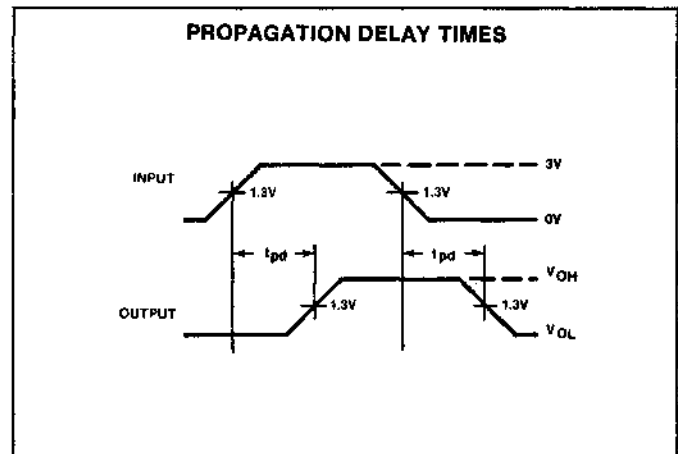 PROPAGATION DELAY TIMES
3V
INPUT
1.3V
1.3V
0V
tpd
tpd
VOH
OUTPUT
1.3V
1.3V
VOL